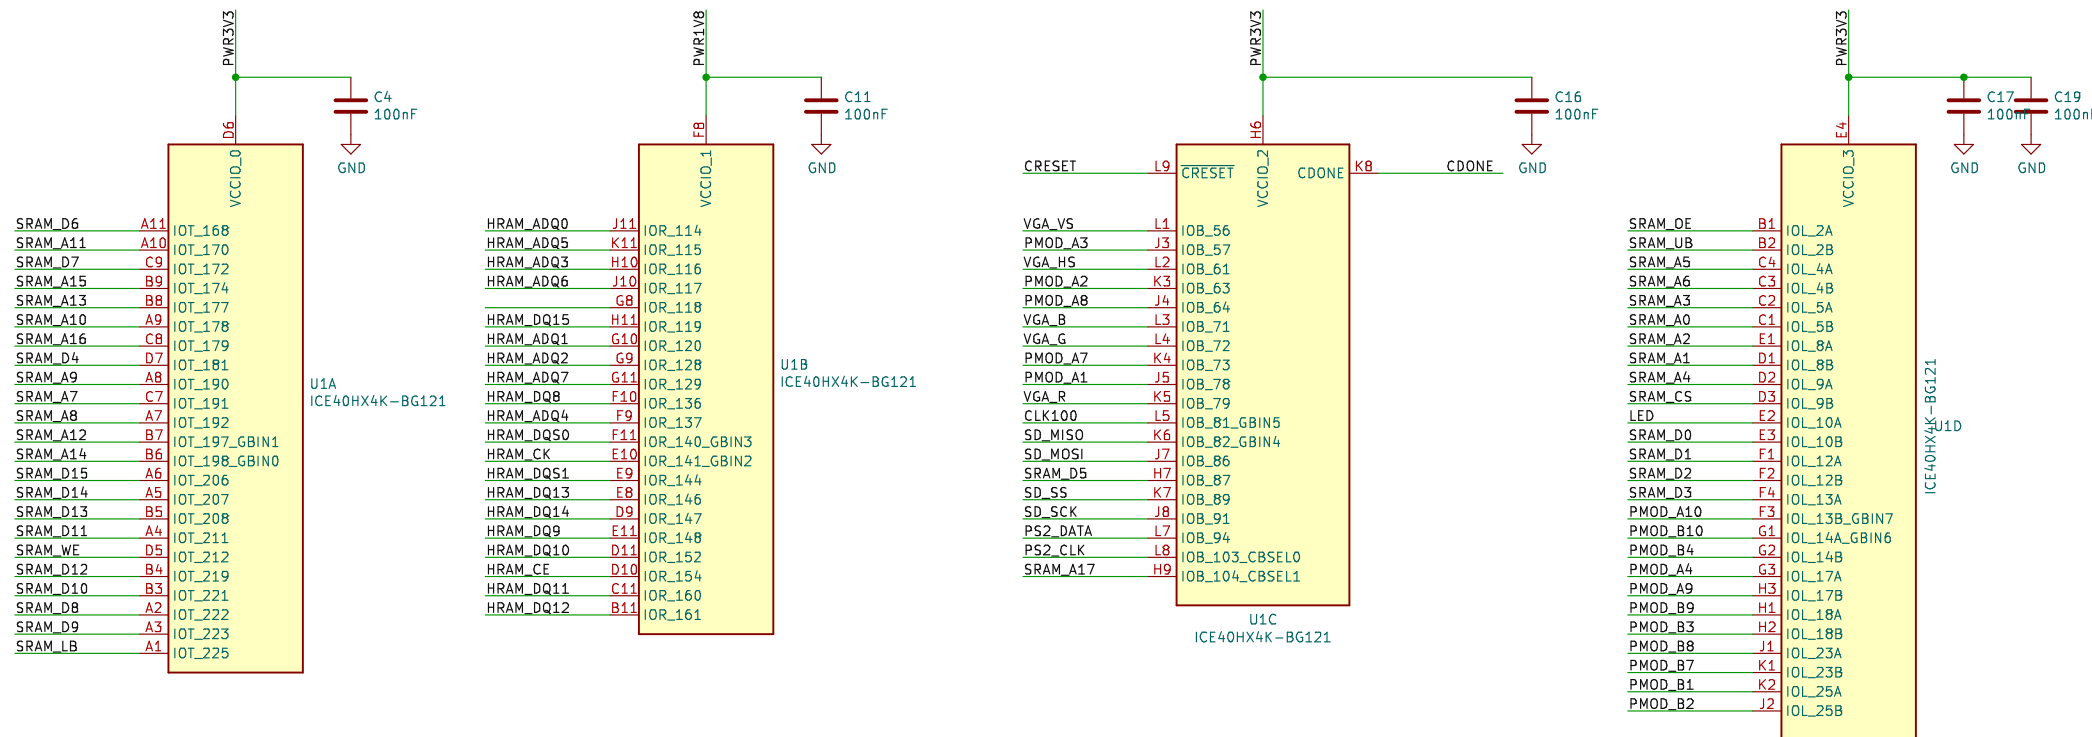 PWR3V3
C4
100nF
GND
D6
VCCIO_0
SRAM_D6 A11 IOT_168
SRAM_A11 A10 IOT_170
SRAM_D7 C9 IOT_172
SRAM_A15 B9 IOT_174
SRAM_A13 B8 IOT_177
SRAM_A10 A9 IOT_178
SRAM_A16 C8 IOT_179
SRAM_D4 D7 IOT_181
SRAM_A9 A8 IOT_190
SRAM_A7 C7 IOT_191
SRAM_A8 A7 IOT_192
SRAM_A12 B7 IOT_197_GBIN1
SRAM_A14 B6 IOT_198_GBIN0
SRAM_D15 A6 IOT_206
SRAM_D14 A5 IOT_207
SRAM_D13 B5 IOT_208
SRAM_D11 A4 IOT_211
SRAM_WE D5 IOT_212
SRAM_D12 B4 IOT_219
SRAM_D10 B3 IOT_221
SRAM_D8 A2 IOT_222
SRAM_D9 A3 IOT_223
SRAM_LB A1 IOT_225
U1A
ICE40HX4K-BG121
PWR1V8
C11
100nF
GND
F8
VCCIO_1
HRAM_ADQ0 J11 IOR_114
HRAM_ADQ5 K11 IOR_115
HRAM_ADQ3 H10 IOR_116
HRAM_ADQ6 J10 IOR_117
G8 IOR_118
HRAM_DQ15 H11 IOR_119
HRAM_ADQ1 G10 IOR_120
HRAM_ADQ2 G9 IOR_128
HRAM_ADQ7 G11 IOR_129
HRAM_DQ8 F10 IOR_136
HRAM_ADQ4 F9 IOR_137
HRAM_DQS0 F11 IOR_140_GBIN3
HRAM_CK E10 IOR_141_GBIN2
HRAM_DQS1 E9 IOR_144
HRAM_DQ13 E8 IOR_146
HRAM_DQ14 D9 IOR_147
HRAM_DQ9 E11 IOR_148
HRAM_DQ10 D11 IOR_152
HRAM_CE D10 IOR_154
HRAM_DQ11 C11 IOR_160
HRAM_DQ12 B11 IOR_161
U1B
ICE40HX4K-BG121
PWR3V3
C16
100nF
GND
H6
VCCIO_2
CRESET L9 CRESET
CDONE K8 CDONE
VGA_VS L1 IOB_56
PMOD_A3 J3 IOB_57
VGA_HS L2 IOB_61
PMOD_A2 K3 IOB_63
PMOD_A8 J4 IOB_64
VGA_B L3 IOB_71
VGA_G L4 IOB_72
PMOD_A7 K4 IOB_73
PMOD_A1 J5 IOB_78
VGA_R K5 IOB_79
CLK100 L5 IOB_81_GBIN5
SD_MISO K6 IOB_82_GBIN4
SD_MOSI J7 IOB_86
SRAM_D5 H7 IOB_87
SD_SS K7 IOB_89
SD_SCK J8 IOB_91
PS2_DATA L7 IOB_94
PS2_CLK L8 IOB_103_CBSEL0
SRAM_A17 H9 IOB_104_CBSEL1
U1C
ICE40HX4K-BG121
PWR3V3
C17
100nF
GND
C19
GND
E4
VCCIO_3
SRAM_OE B1 IOL_2A
SRAM_UB B2 IOL_2B
SRAM_A5 C4 IOL_4A
SRAM_A6 C3 IOL_4B
SRAM_A3 C2 IOL_5A
SRAM_A0 C1 IOL_5B
SRAM_A2 E1 IOL_8A
SRAM_A1 D1 IOL_8B
SRAM_A4 D2 IOL_9A
SRAM_CS D3 IOL_9B
LED E2 IOL_10A
SRAM_D0 E3 IOL_10B
SRAM_D1 F1 IOL_12A
SRAM_D2 F2 IOL_12B
SRAM_D3 F4 IOL_13A
PMOD_A10 F3 IOL_13B_GBIN7
PMOD_B10 G1 IOL_14A_GBIN6
PMOD_B4 G2 IOL_14B
PMOD_A4 G3 IOL_17A
PMOD_A9 H3 IOL_17B
PMOD_B9 H1 IOL_18A
PMOD_B3 H2 IOL_18B
PMOD_B8 J1 IOL_23A
PMOD_B7 K1 IOL_23B
PMOD_B1 K2 IOL_25A
PMOD_B2 J2 IOL_25B
U1D
ICE40HX4K-BG121